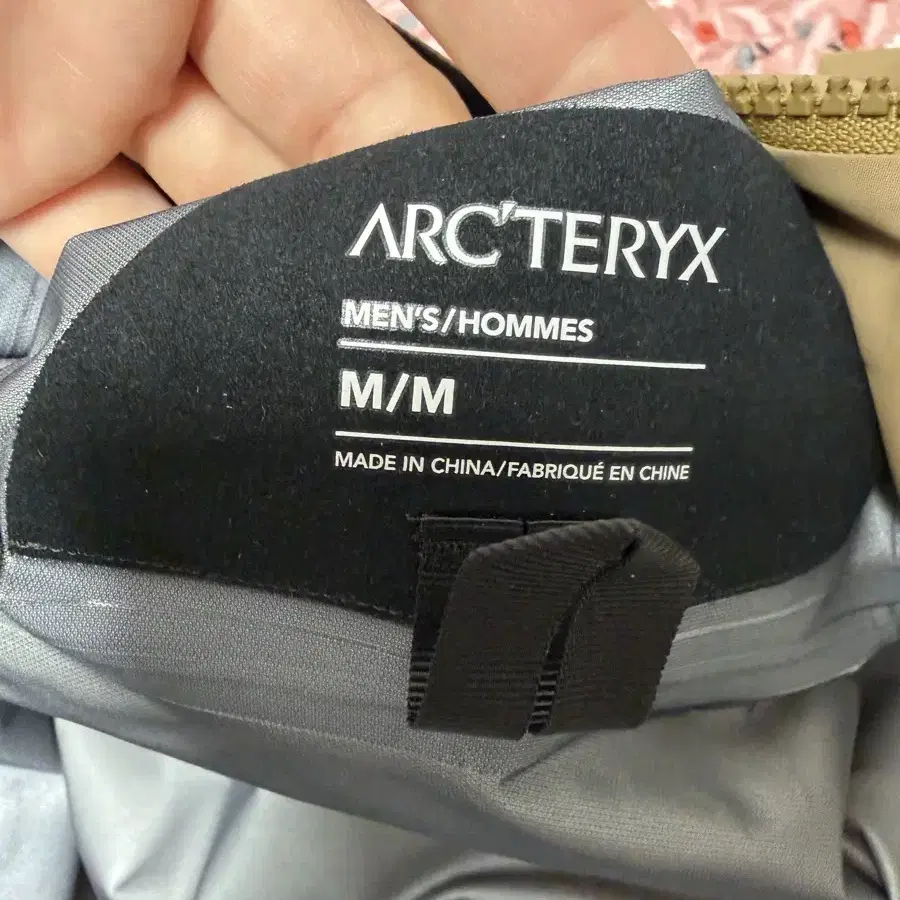 ARC'TERYX
MEN'S/HOMMES
M/M
MADE IN CHINA/FABRIQUÉ EN CHINE